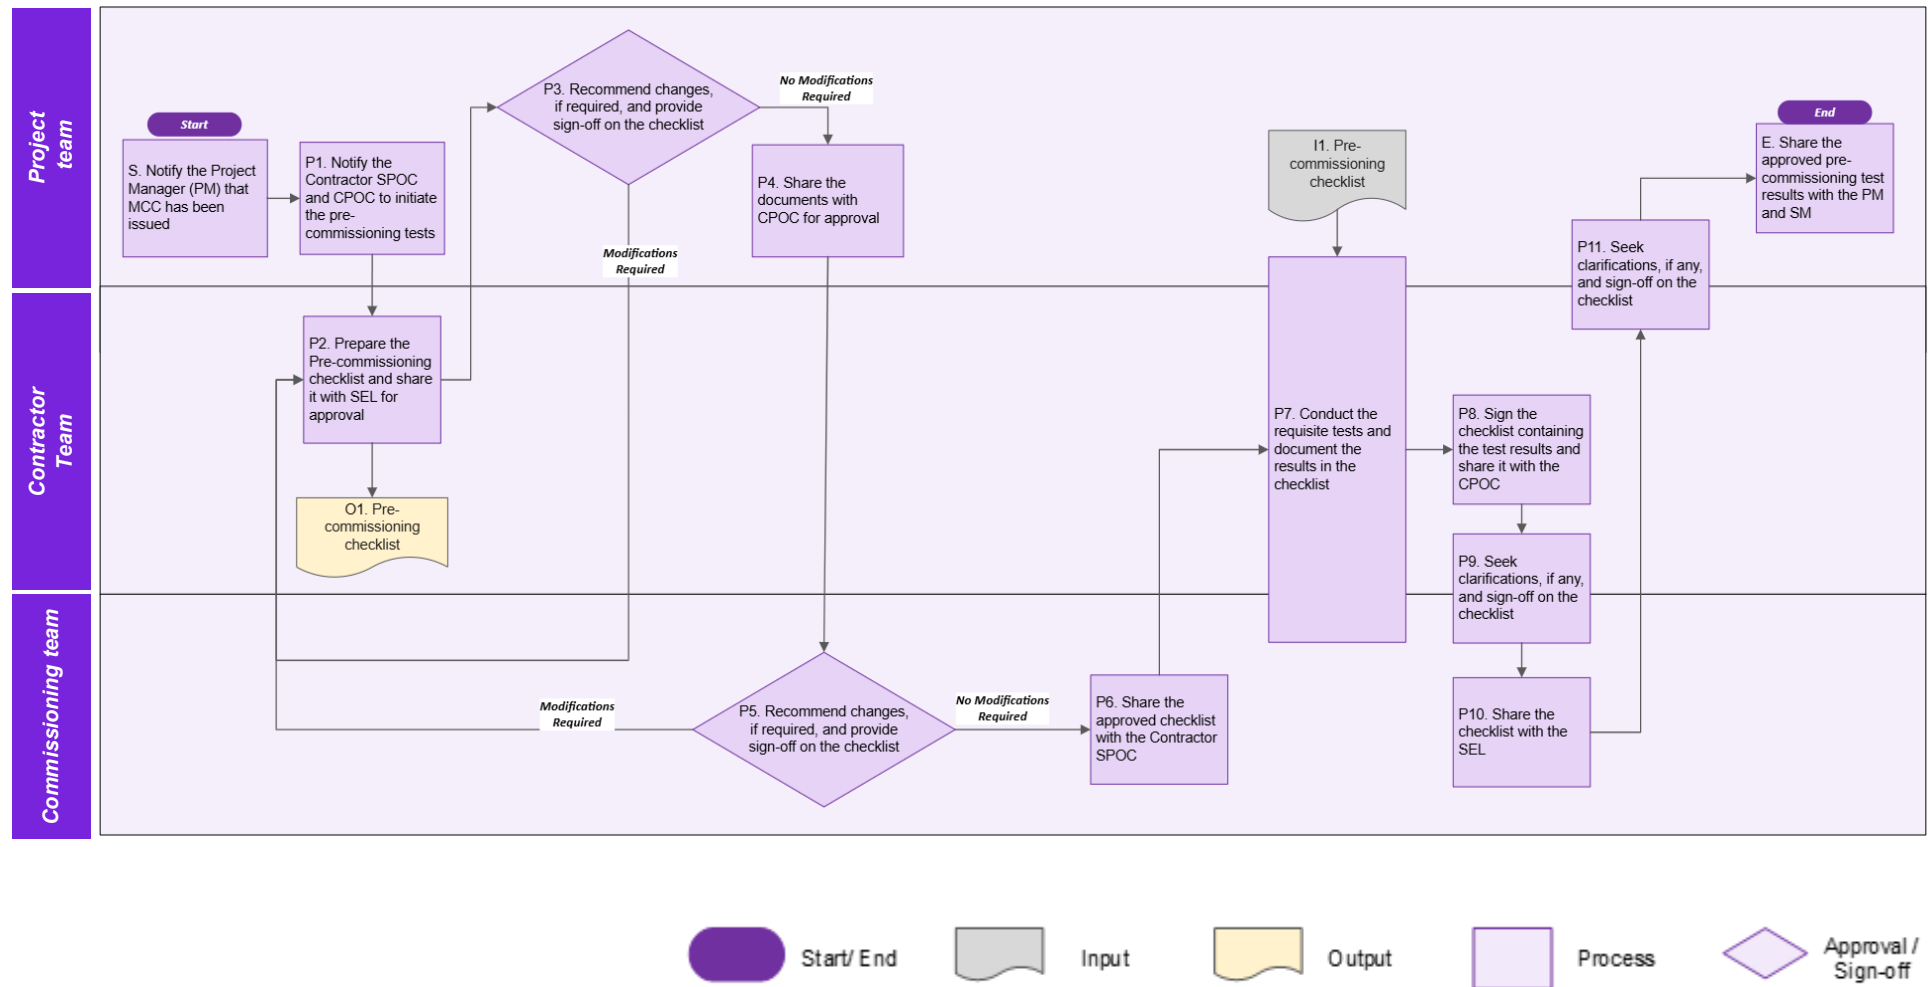 Project
team
Start
S. Notify the Project
Manager (PM) that
MCC has been
issued
P1. Notify the
Contractor SPOC
and CPOC to initiate
the pre-
commissioning tests
P3. Recommend changes,
if required, and provide
sign-off on the checklist
No Modifications
Required
P4. Share the
documents with
CPOC for approval
Modifications
Required
I1. Pre-
commissioning
checklist
P11. Seek
clarifications, if any,
and sign-off on the
checklist
End
E. Share the
approved pre-
commissioning test
results with the PM
and SM
Contractor
Team
P2. Prepare the
Pre-commissioning
checklist and share
it with SEL for
approval
O1. Pre-
commissioning
checklist
P7. Conduct the
requisite tests and
document the
results in the
checklist
P8. Sign the
checklist containing
the test results and
share it with the
CPOC
P9. Seek
clarifications, if any,
and sign-off on the
checklist
Commissioning team
Modifications
Required
P5. Recommend changes,
if required, and provide
sign-off on the checklist
No Modifications
Required
P6. Share the
approved checklist
with the Contractor
SPOC
P10. Share the
checklist with the
SEL
Start/ End
Input
Output
Process
Approval /
Sign-off